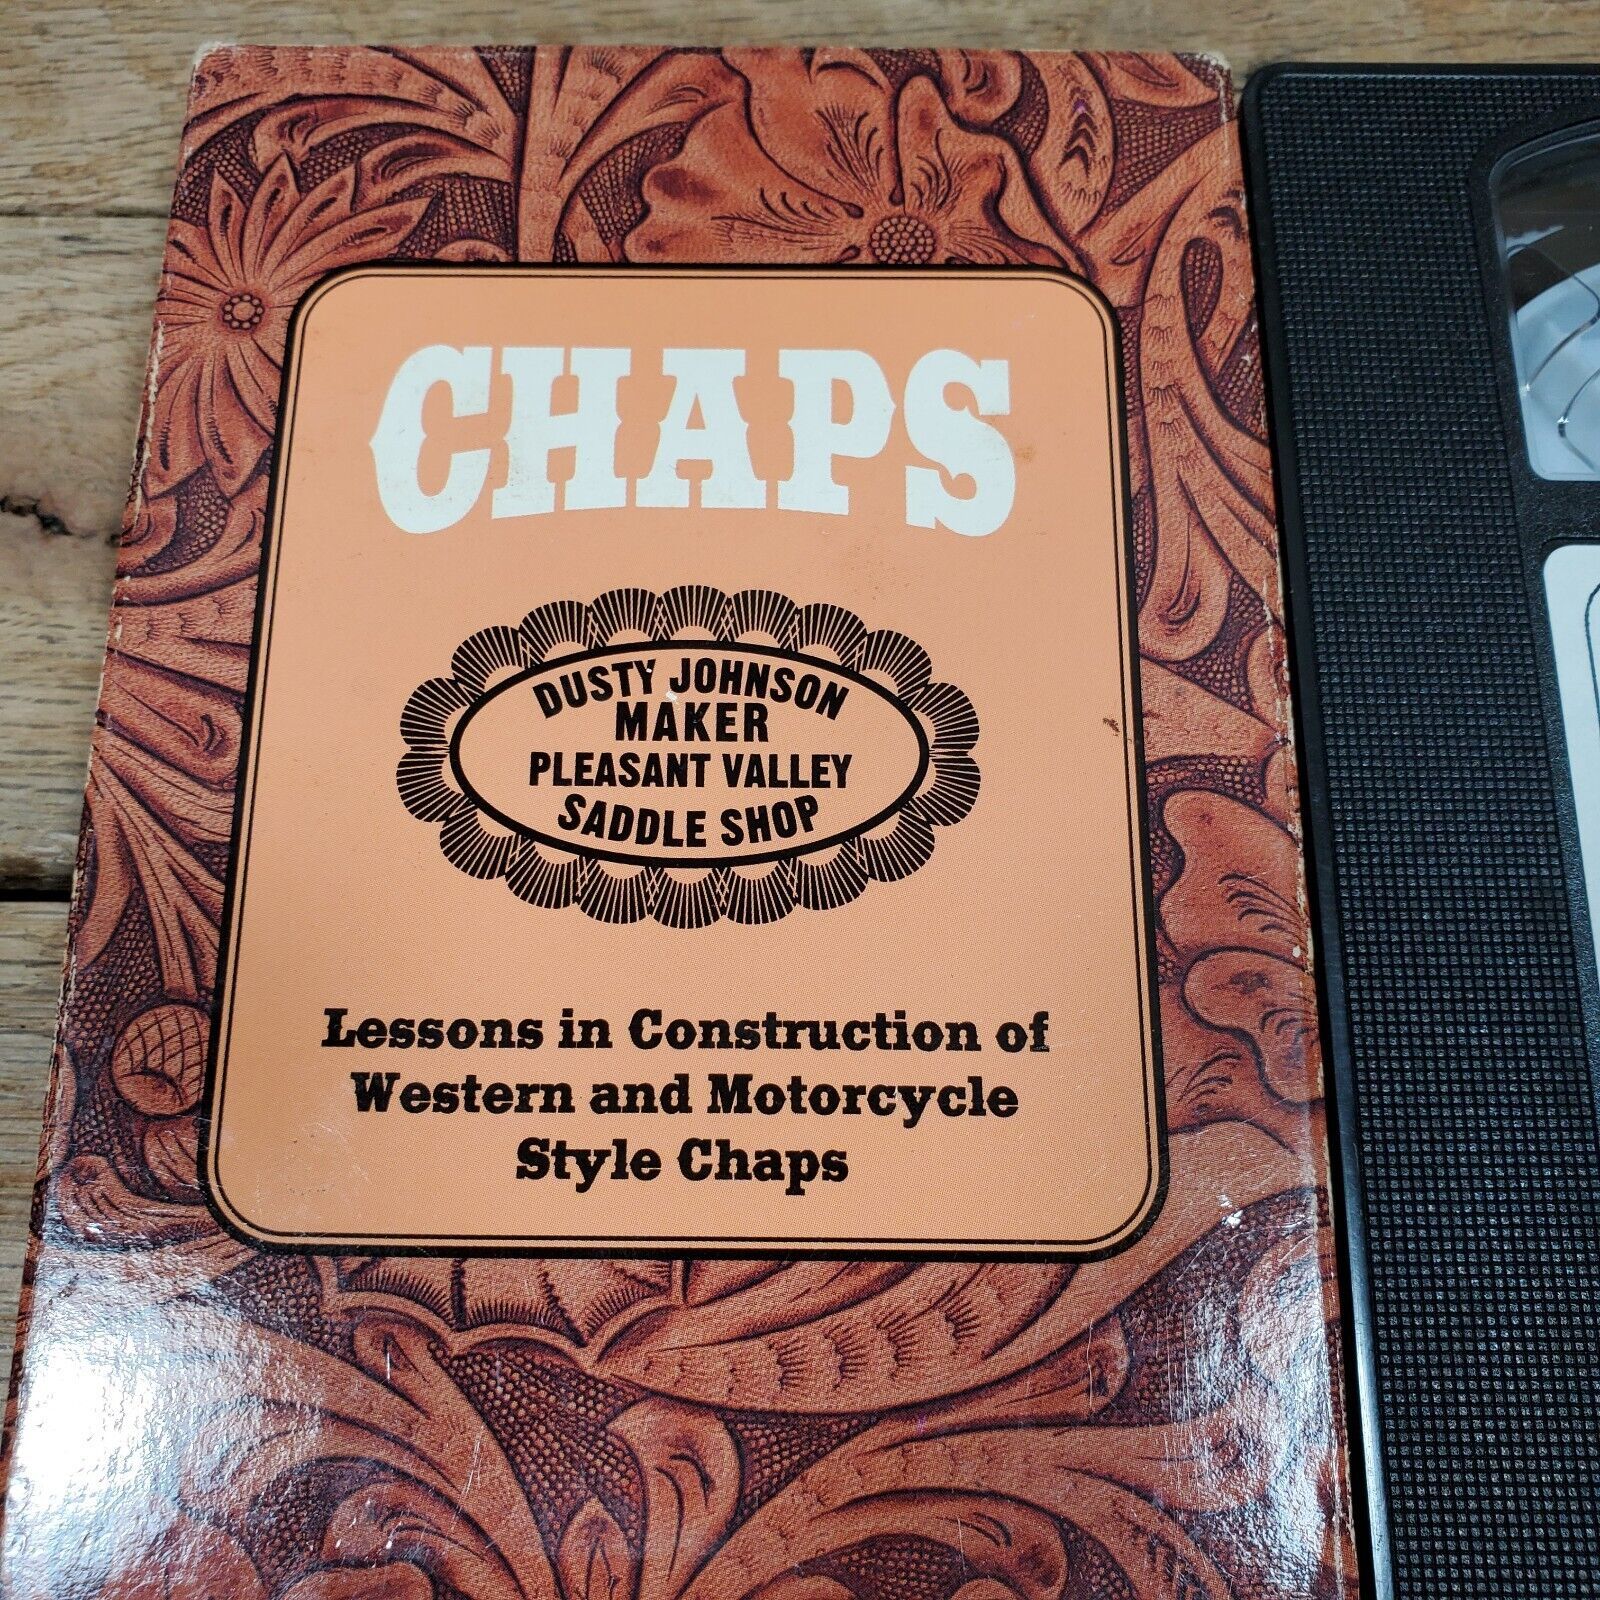 CHAPS
DUSTY JOHNSON
MAKER
PLEASANT VALLEY
SADDLE SHOP
Lessons in Construction of
Western and Motorcycle
Style Chaps